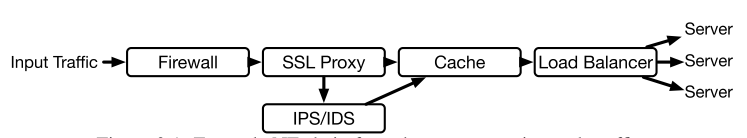 Server
Input Traffic Firewall SSL Proxy Cache Load Balancer Server
Server
IPS/IDS